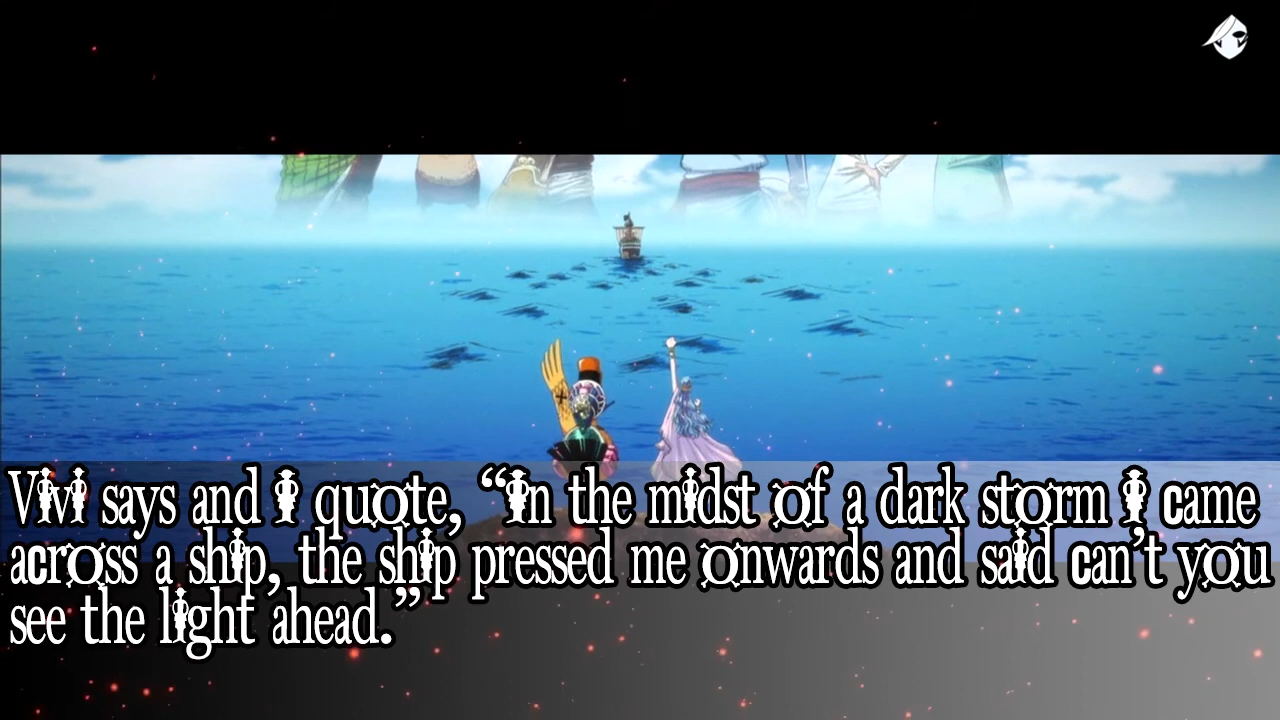 Vivi says and I quote, “In the midst of a dark storm I came
across a ship, the ship pressed me onwards and said can’t you
see the light ahead.”